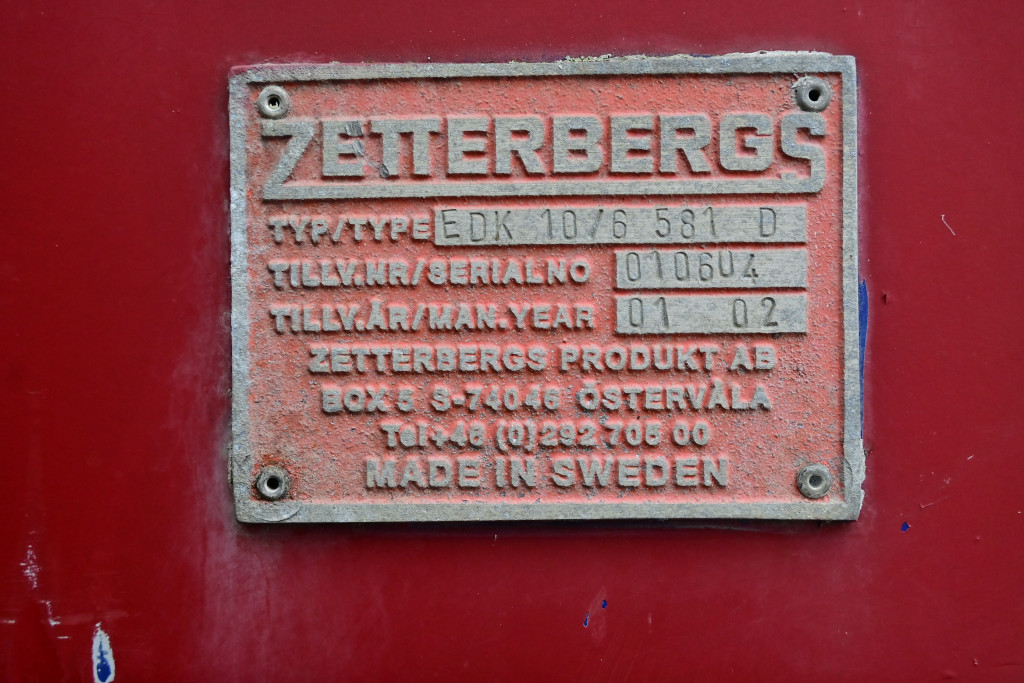 ZETTERBERGS
TYP/TYPE EDK 10/6 581 D
TILLV.NR/SERIALNO 010604
TILLV.ÅR/MAN.YEAR 01 02
ZETTERBERGS PRODUKT AB
BOX 5 S-74046 ÖSTERVÅLA
Tel +46 (0)292 705 00
MADE IN SWEDEN